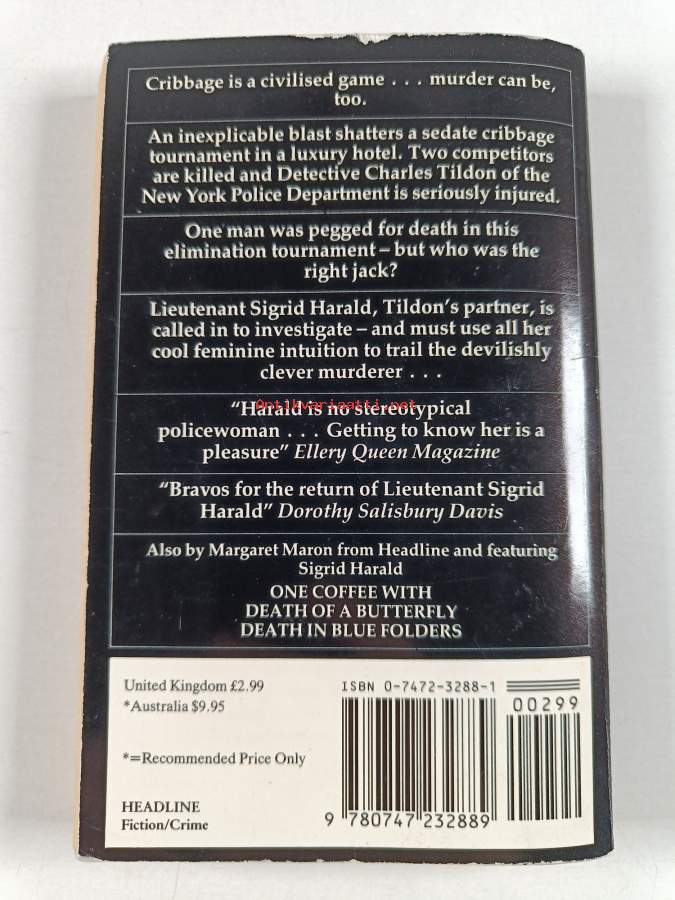 Cribbage is a civilised game . . . murder can be,
too.
An inexplicable blast shatters a sedate cribbage
tournament in a luxury hotel. Two competitors
are killed and Detective Charles Tildon of the
New York Police Department is seriously injured.
One man was pegged for death in this
elimination tournament – but who was the
right jack?
Lieutenant Sigrid Harald, Tildon's partner, is
called in to investigate – and must use all her
cool feminine intuition to trail the devilishly
clever murderer . . .
Antikvariaatti.net
“Harald is no stereotypical
policewoman . . . Getting to know her is a
pleasure” Ellery Queen Magazine
“Bravos for the return of Lieutenant Sigrid
Harald” Dorothy Salisbury Davis
Also by Margaret Maron from Headline and featuring
Sigrid Harald
ONE COFFEE WITH
DEATH OF A BUTTERFLY
DEATH IN BLUE FOLDERS
United Kingdom £2.99
*Australia $9.95
*=Recommended Price Only
HEADLINE
Fiction/Crime
ISBN 0-7472-3288-1
00299
9 780747 232889